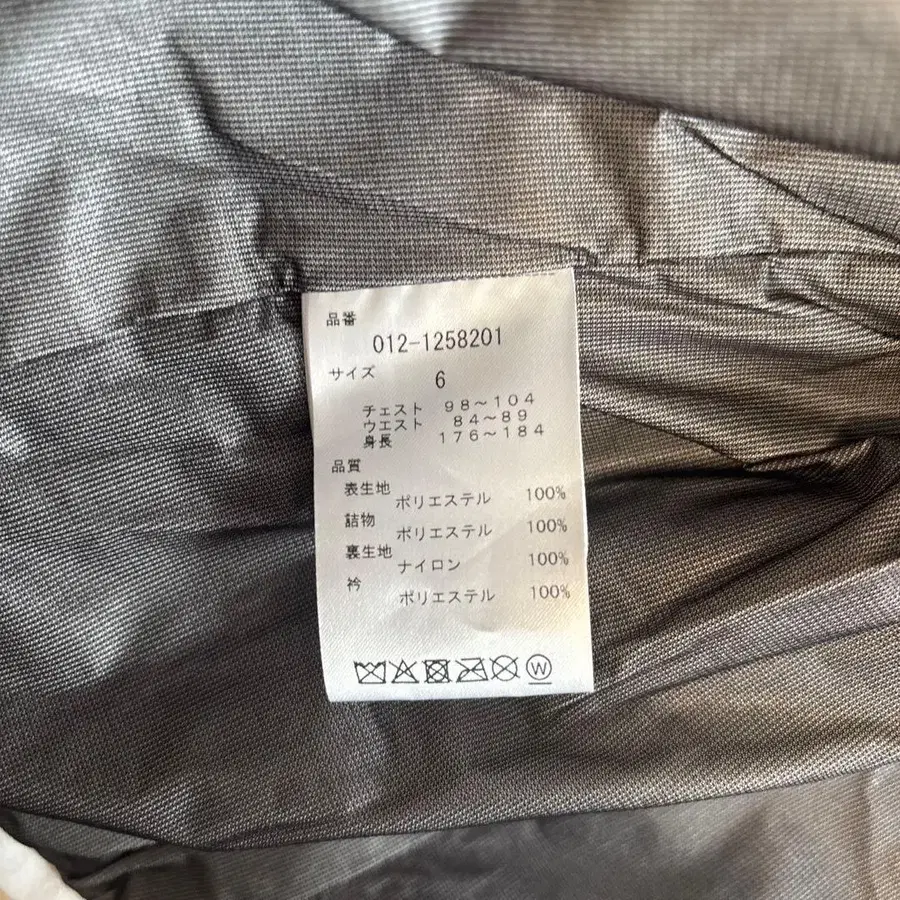 品番
012-1258201
サイズ
6
チェスト 98～104
ウエスト 84～89
身長 176～184
品質
表生地
ポリエステル 100%
詰物
ポリエステル 100%
裏生地
ナイロン 100%
衿
ポリエステル 100%
W